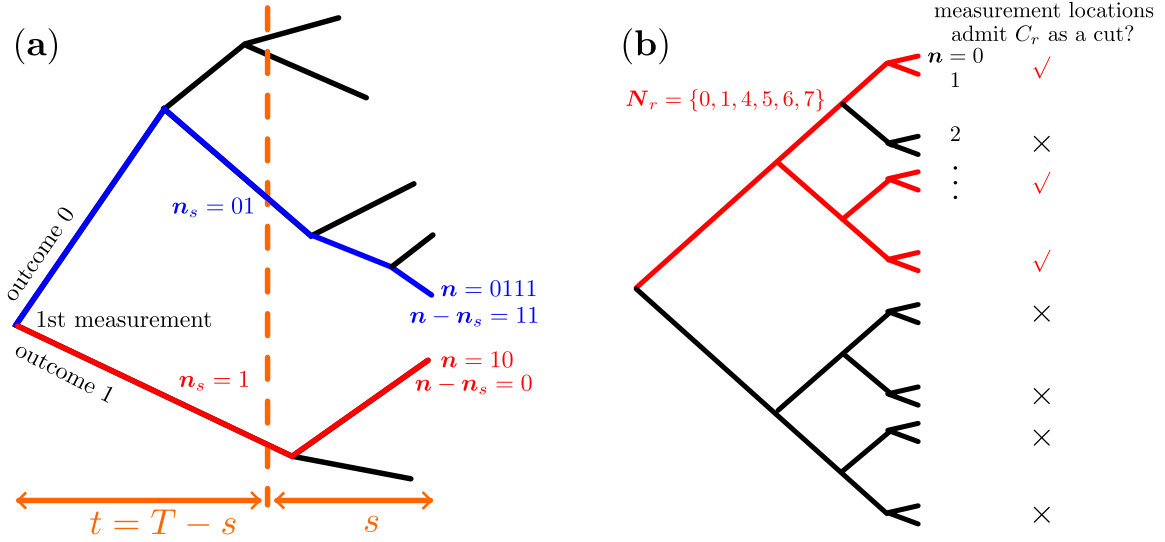 (a)
outcome 0
n_s = 01
n = 0111
n − n_s = 11
1st measurement
outcome 1
n_s = 1
n = 10
n − n_s = 0
t = T − s
s
(b)
measurement locations
admit C_r as a cut?
N_r = {0, 1, 4, 5, 6, 7}
n = 0 √
1
2 ×
⋮ √
√
×
×
×
×